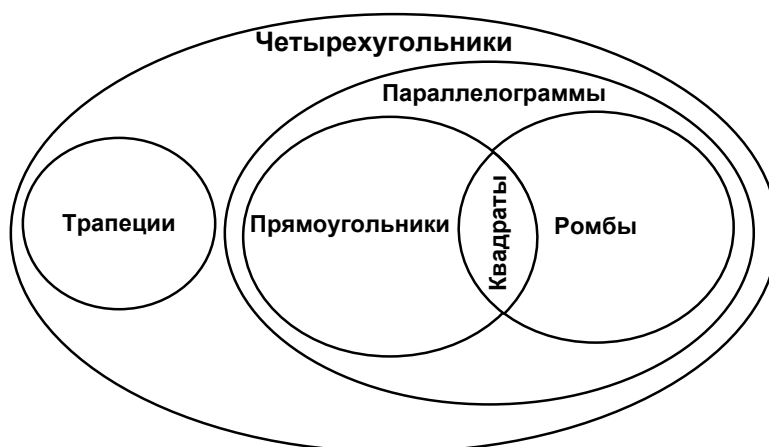 Четырехугольники
Параллелограммы
Трапеции
Прямоугольники
Квадраты
Ромбы